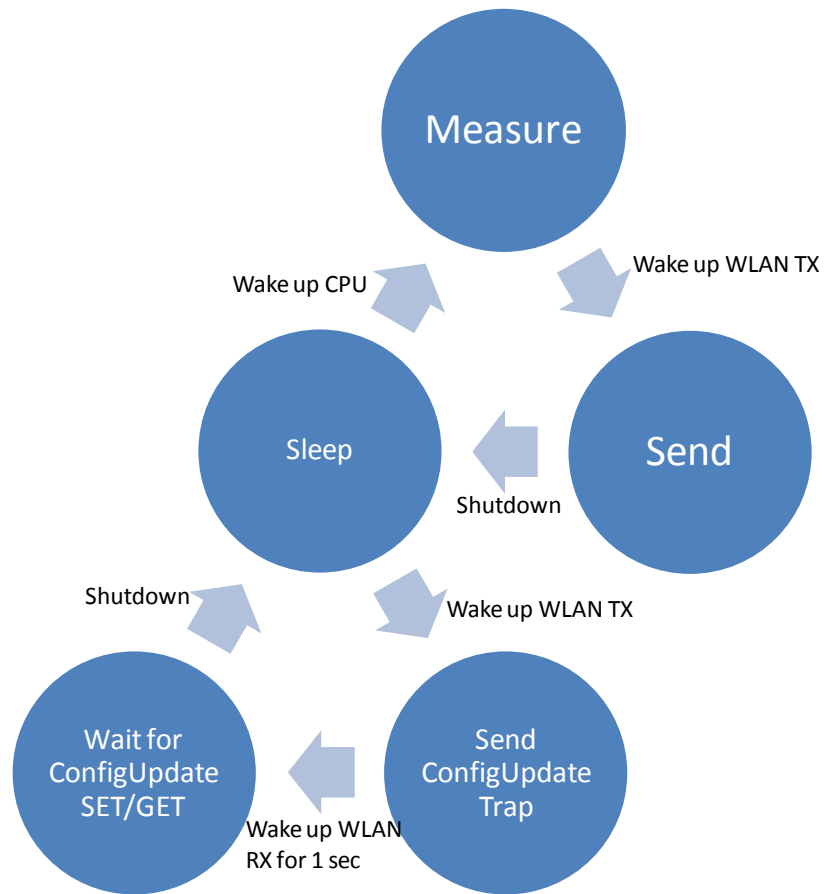 Measure
Wake up CPU
Wake up WLAN TX
Sleep
Send
Shutdown
Shutdown
Wake up WLAN TX
Wait for
ConfigUpdate
SET/GET
Send
ConfigUpdate
Trap
Wake up WLAN
RX for 1 sec